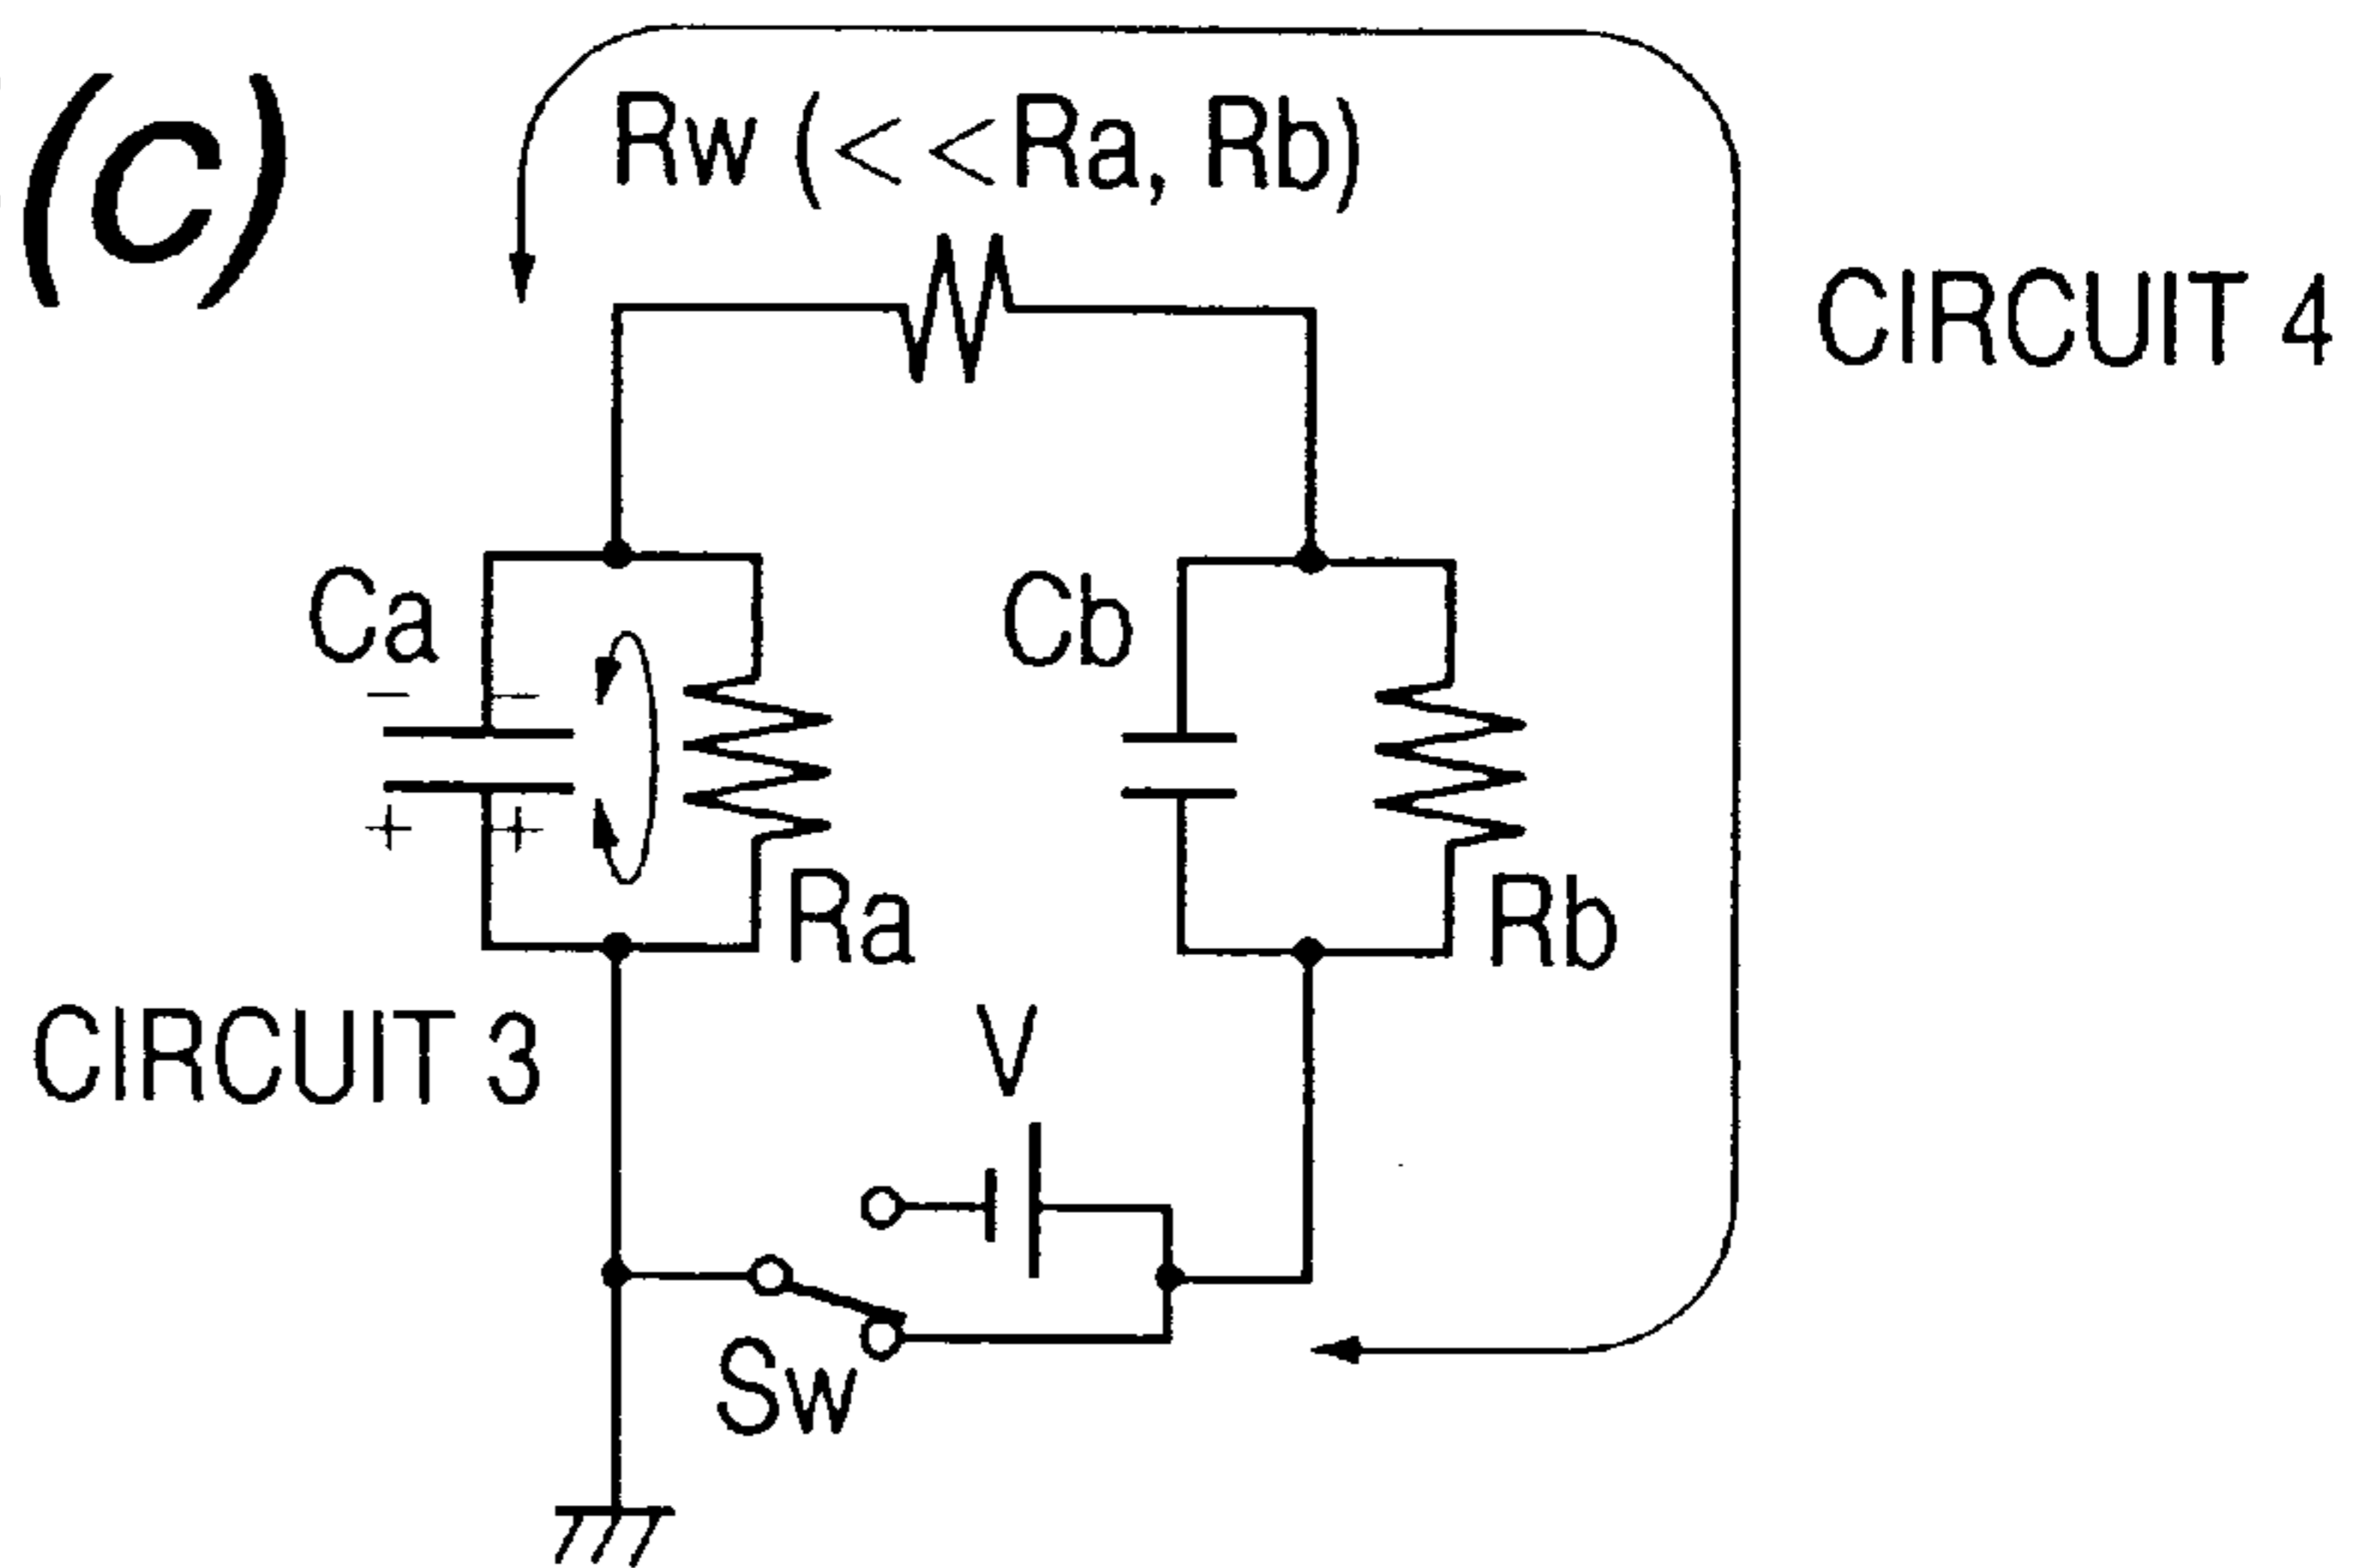 (c)
Rw (<<Ra, Rb)
CIRCUIT 4
Ca
Cb
− −
+ +
Ra
Rb
CIRCUIT 3
V
Sw